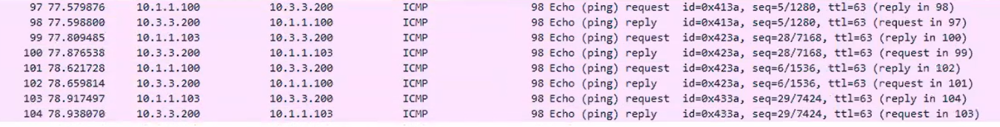 97 77.579876 10.1.1.100 10.3.3.200 ICMP 98 Echo (ping) request id=0x413a, seq=5/1280, ttl=63 (reply in 98)
98 77.598800 10.3.3.200 10.1.1.100 ICMP 98 Echo (ping) reply id=0x413a, seq=5/1280, ttl=63 (request in 97)
99 77.809485 10.1.1.103 10.3.3.200 ICMP 98 Echo (ping) request id=0x423a, seq=28/7168, ttl=63 (reply in 100)
100 77.876538 10.3.3.200 10.1.1.103 ICMP 98 Echo (ping) reply id=0x423a, seq=28/7168, ttl=63 (request in 99)
101 78.621728 10.1.1.100 10.3.3.200 ICMP 98 Echo (ping) request id=0x423a, seq=6/1536, ttl=63 (reply in 102)
102 78.659814 10.3.3.200 10.1.1.100 ICMP 98 Echo (ping) reply id=0x423a, seq=6/1536, ttl=63 (request in 101)
103 78.917497 10.1.1.103 10.3.3.200 ICMP 98 Echo (ping) request id=0x433a, seq=29/7424, ttl=63 (reply in 104)
104 78.938070 10.3.3.200 10.1.1.103 ICMP 98 Echo (ping) reply id=0x433a, seq=29/7424, ttl=63 (request in 103)